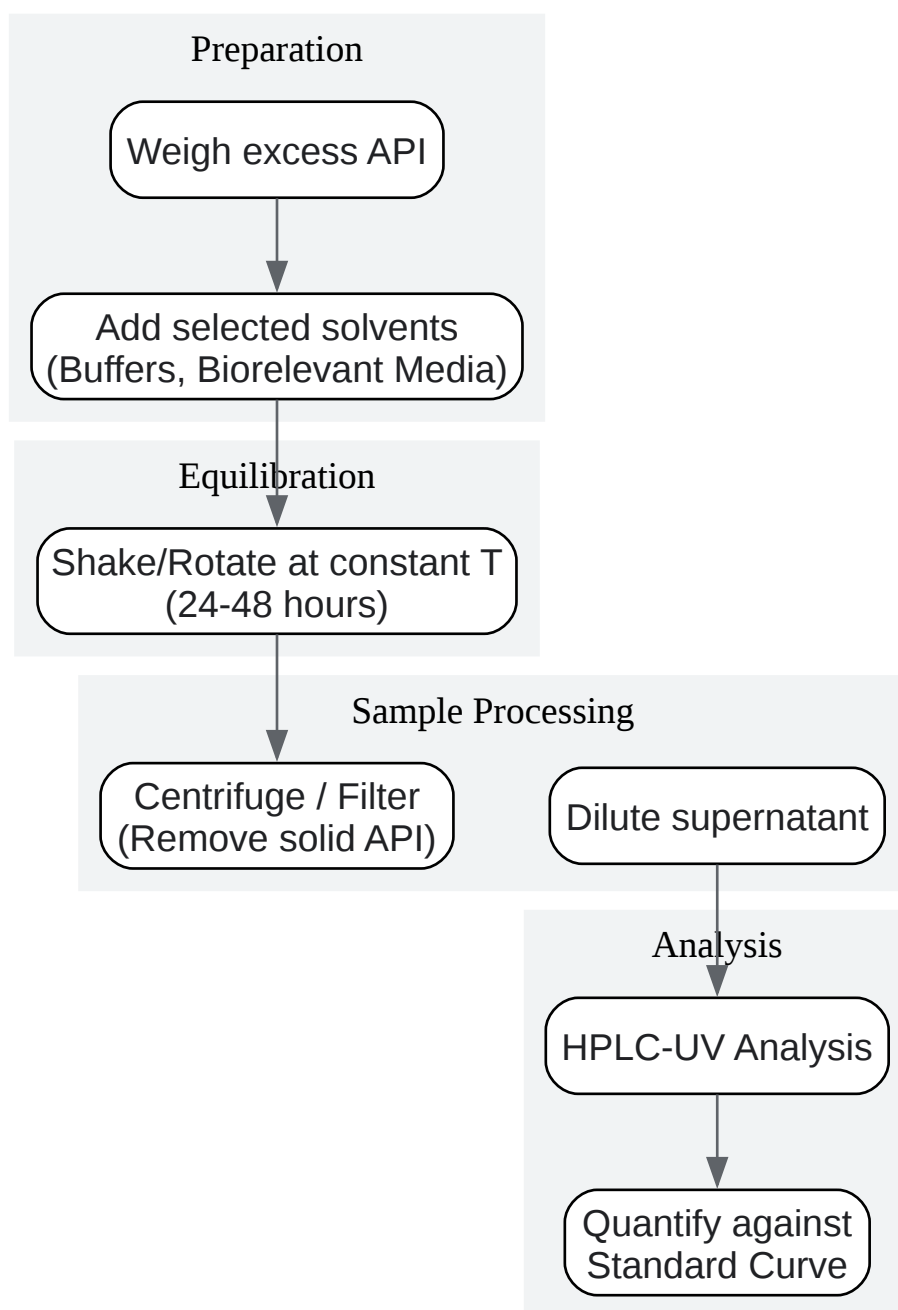 Preparation
Weigh excess API
Add selected solvents
(Buffers, Biorelevant Media)
Equilibration
Shake/Rotate at constant T
(24-48 hours)
Sample Processing
Centrifuge / Filter
(Remove solid API)
Dilute supernatant
Analysis
HPLC-UV Analysis
Quantify against
Standard Curve